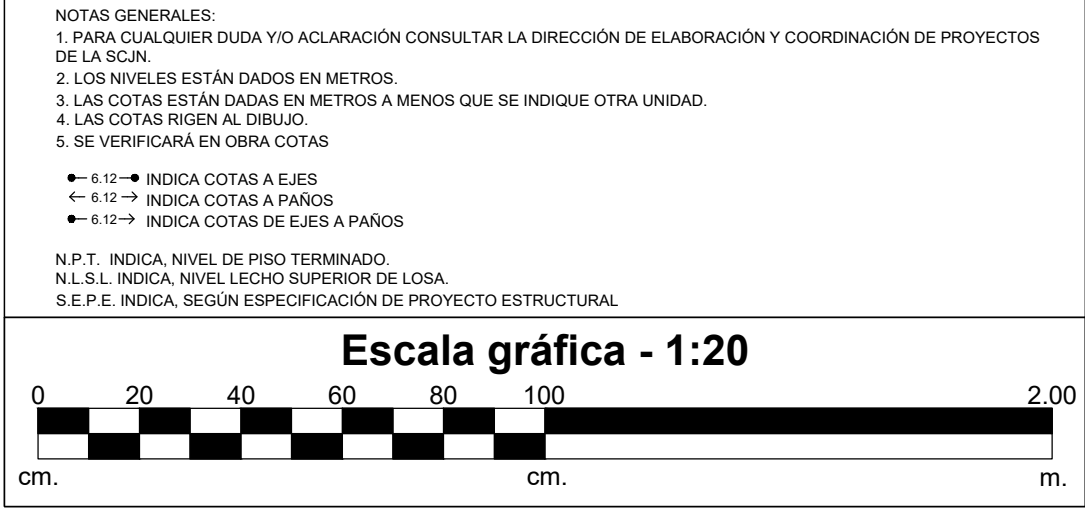 NOTAS GENERALES:
1. PARA CUALQUIER DUDA Y/O ACLARACIÓN CONSULTAR LA DIRECCIÓN DE ELABORACIÓN Y COORDINACIÓN DE PROYECTOS
DE LA SCJN.
2. LOS NIVELES ESTÁN DADOS EN METROS.
3. LAS COTAS ESTÁN DADAS EN METROS A MENOS QUE SE INDIQUE OTRA UNIDAD.
4. LAS COTAS RIGEN AL DIBUJO.
5. SE VERIFICARÁ EN OBRA COTAS
6.12 INDICA COTAS A EJES
6.12 INDICA COTAS A PAÑOS
6.12 INDICA COTAS DE EJES A PAÑOS
N.P.T. INDICA, NIVEL DE PISO TERMINADO.
N.L.S.L. INDICA, NIVEL LECHO SUPERIOR DE LOSA.
S.E.P.E. INDICA, SEGÚN ESPECIFICACIÓN DE PROYECTO ESTRUCTURAL
Escala gráfica - 1:20
0 20 40 60 80 100 2.00
cm. cm. m.